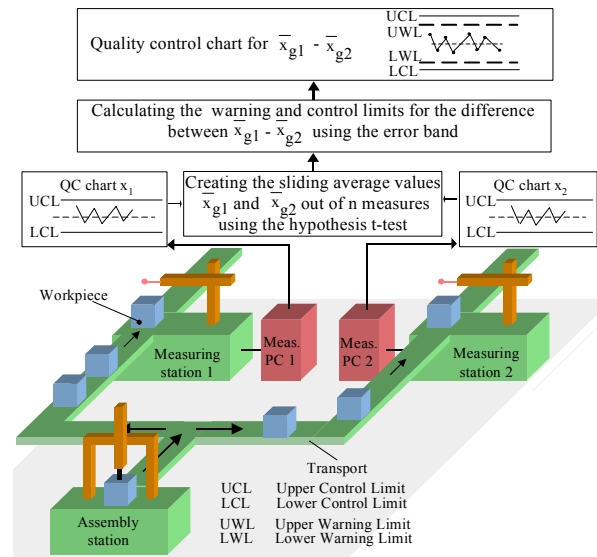 Quality control chart for x̅g1 - x̅g2
UCL
UWL
LWL
LCL
Calculating the warning and control limits for the difference
between x̅g1 - x̅g2 using the error band
QC chart x1
UCL
LCL
Creating the sliding average values
x̅g1 and x̅g2 out of n measures
using the hypothesis t-test
QC chart x2
UCL
LCL
Workpiece
Measuring
station 1
Meas.
PC 1
Meas.
PC 2
Measuring
station 2
Transport
Assembly
station
UCL Upper Control Limit
LCL Lower Control Limit
UWL Upper Warning Limit
LWL Lower Warning Limit